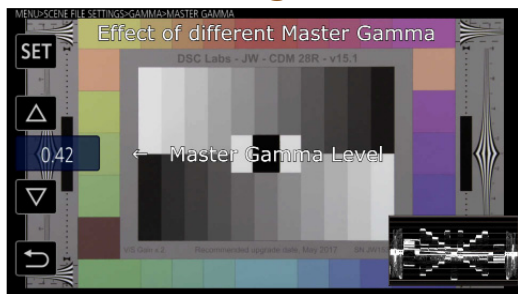 MENU>SCENE FILE SETTINGS>GAMMA>MASTER GAMMA
Effect of different Master Gamma
SET
DSC Labs - JW - CDM 28R - v15.1
0.42
← Master Gamma Level
Recommended upgrade date, May 2017